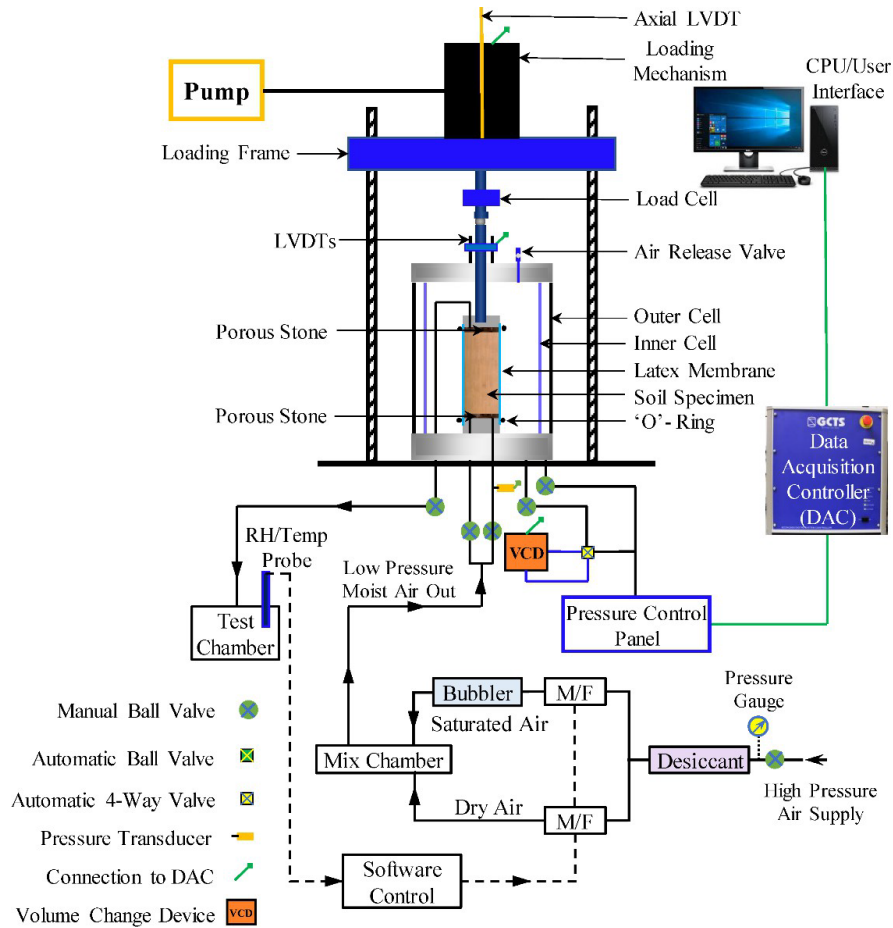 Axial LVDT
Loading
Mechanism
CPU/User
Interface
Pump
Loading Frame
Load Cell
LVDTs
Air Release Valve
Porous Stone
Outer Cell
Inner Cell
Latex Membrane
Soil Specimen
Porous Stone
‘O’- Ring
GCTS
Data
Acquisition
Controller
(DAC)
RH/Temp
Probe
VCD
Low Pressure
Moist Air Out
Test
Chamber
Pressure Control
Panel
Pressure
Gauge
Manual Ball Valve
Bubbler
M/F
Saturated Air
Automatic Ball Valve
Mix Chamber
Desiccant
High Pressure
Air Supply
Automatic 4-Way Valve
Dry Air
M/F
Pressure Transducer
Software
Control
Connection to DAC
Volume Change Device
VCD